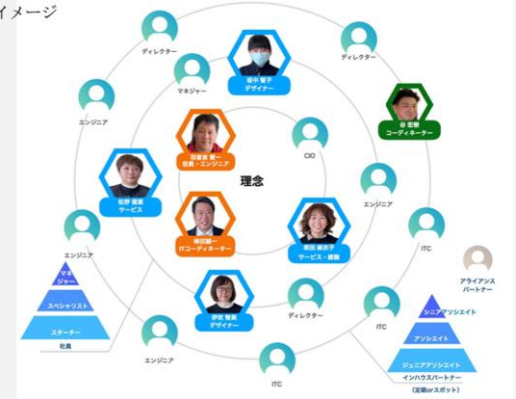 イメージ
ディレクター
ディレクター
マネジャー
デザイナー
エンジニア
コーディネーター
社員・エンジニア
CIO
理念
サービス
エンジニア
ITコーディネーター
サービス・総務
エンジニア
ITC
アライアンス
パートナー
マネ
ジャー
スペシャリスト
スターター
社員
デザイナー
ディレクター
ITC
シニアアソシエイト
アソシエイト
ジュニアアソシエイト
インハウスパートナー
(定期orスポット)
エンジニア
ITC